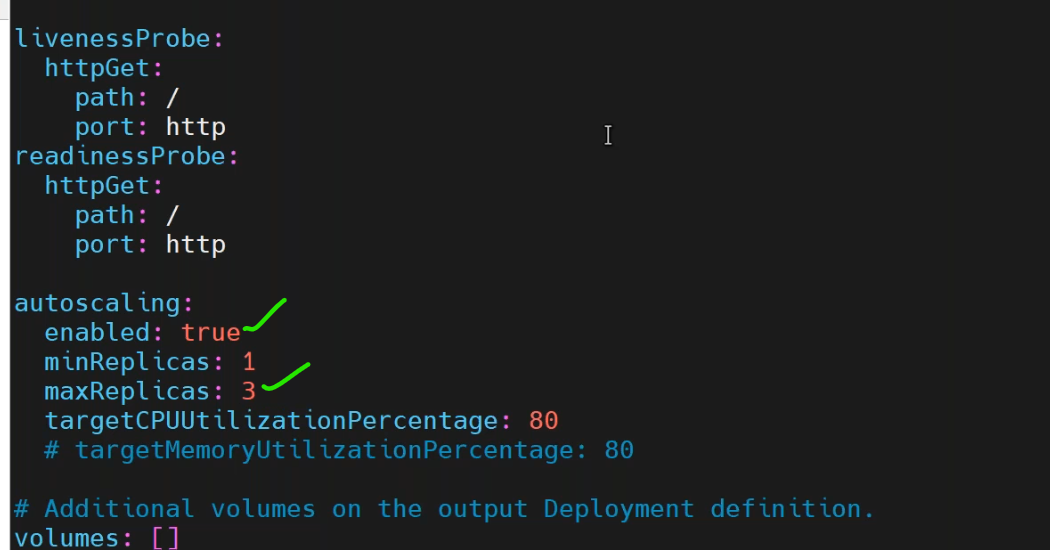 livenessProbe:
  httpGet:
    path: /
    port: http
readinessProbe:
  httpGet:
    path: /
    port: http

autoscaling:
  enabled: true
  minReplicas: 1
  maxReplicas: 3
  targetCPUUtilizationPercentage: 80
  # targetMemoryUtilizationPercentage: 80

# Additional volumes on the output Deployment definition.
volumes: []